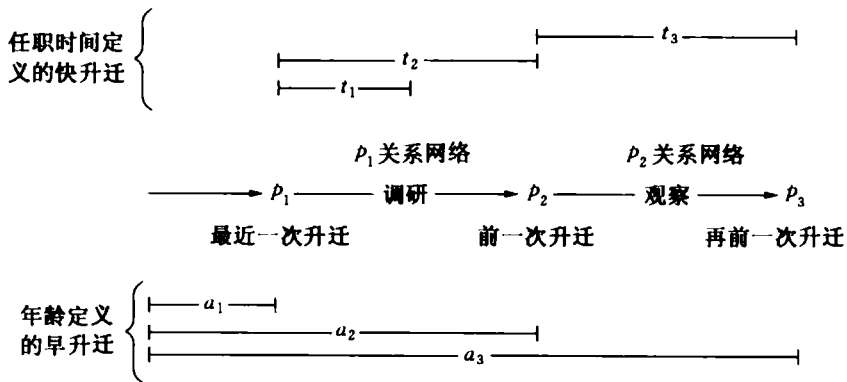 任职时间定
义的快升迁
t3
t2
t1
p1关系网络 p2关系网络
p1 调研 p2 观察 p3
最近一次升迁 前一次升迁 再前一次升迁
年龄定义
的早升迁
a1
a2
a3